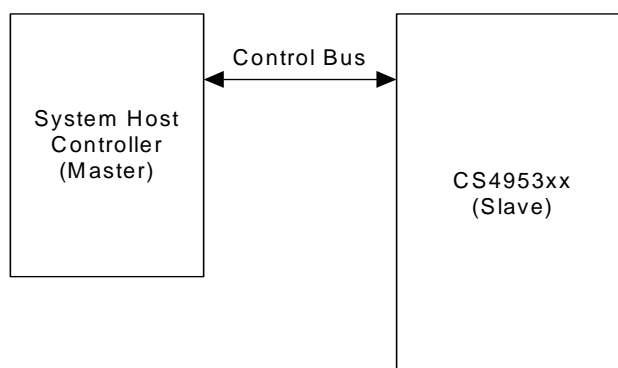 Control Bus
System Host
Controller
(Master)
CS4953xx
(Slave)